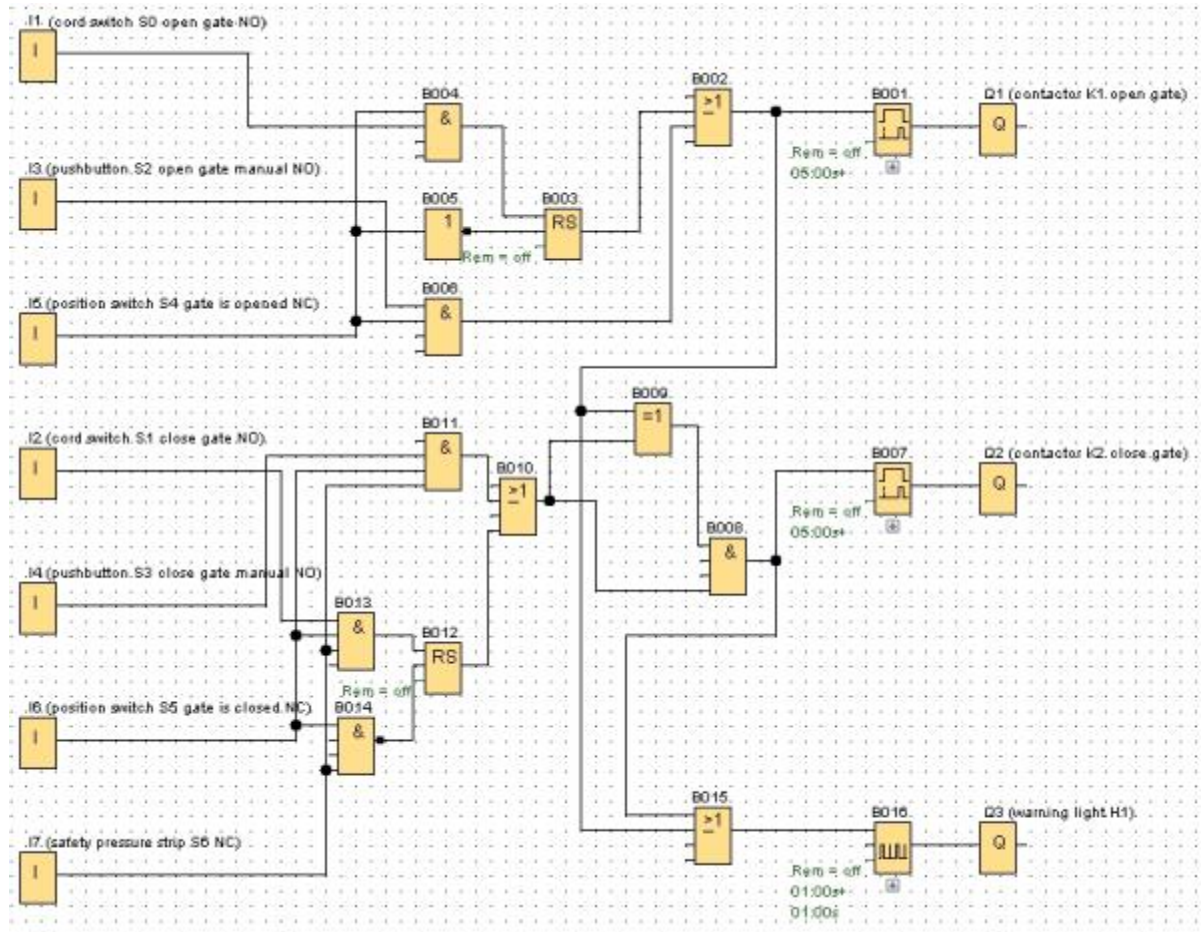 I1 (cord switch S0 open gate NO)
I
B002
≥1
B004
&
B001
Q1 (contactor K1 open gate)
Q
Rem = off
05:00s+
I3 (pushbutton S2 open gate manual NO)
I
B005
1
B003
RS
Rem = off
I5 (position switch S4 gate is opened NC)
I
B006
&
B009
=1
I2 (cord switch S1 close gate NO)
I
B011
&
B010
≥1
B007
Q2 (contactor K2 close gate)
Q
Rem = off
05:00s+
B008
&
I4 (pushbutton S3 close gate manual NO)
I
B013
&
B012
RS
Rem = off
I6 (position switch S5 gate is closed NC)
I
B014
&
B015
≥1
B016
Q3 (warning light H1)
Q
I7 (safety pressure strip S6 NC)
I
Rem = off
01:00s+
01:00s